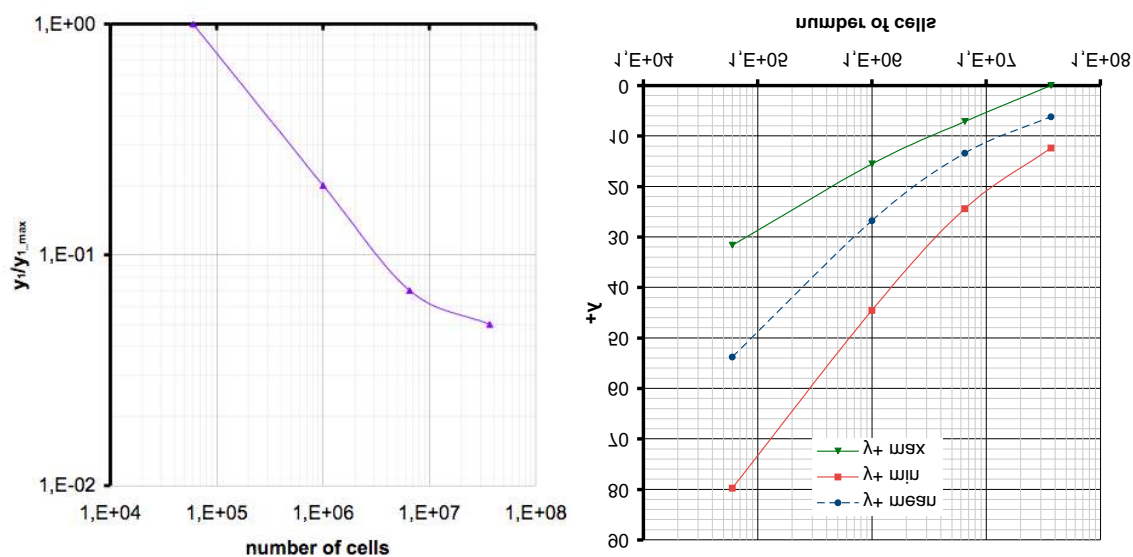 1,E+00
1,E-01
1,E-02
y₁/y₁_max
1,E+04 1,E+05 1,E+06 1,E+07 1,E+08
number of cells
number of cells
1,E+04 1,E+05 1,E+06 1,E+07 1,E+08
0
10
20
30
40
y+
50
60
70
80
90
y+ max
y+ min
y+ mean